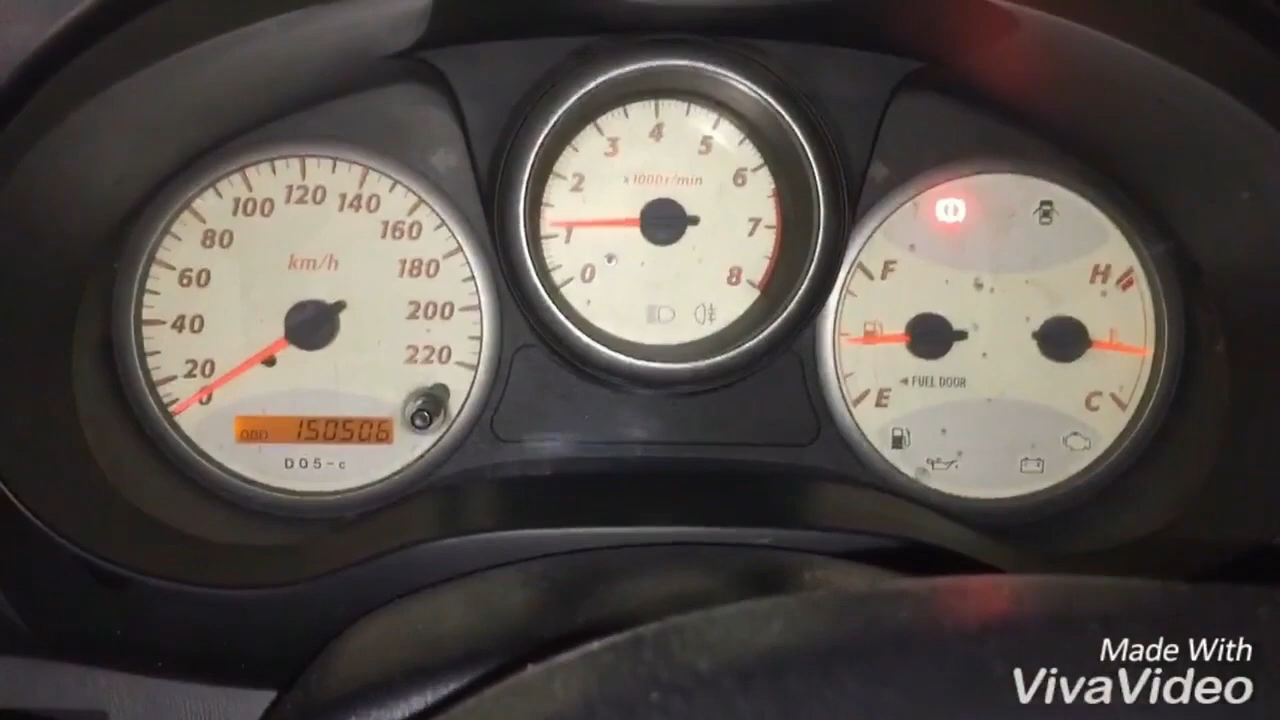 0
20
40
60
80
100
120
140
160
180
200
220
km/h
ODO 150506
D05-c
0
1
2
3
4
5
6
7
8
x1000r/min
F
E
◄ FUEL DOOR
H
C
Made With
VivaVideo